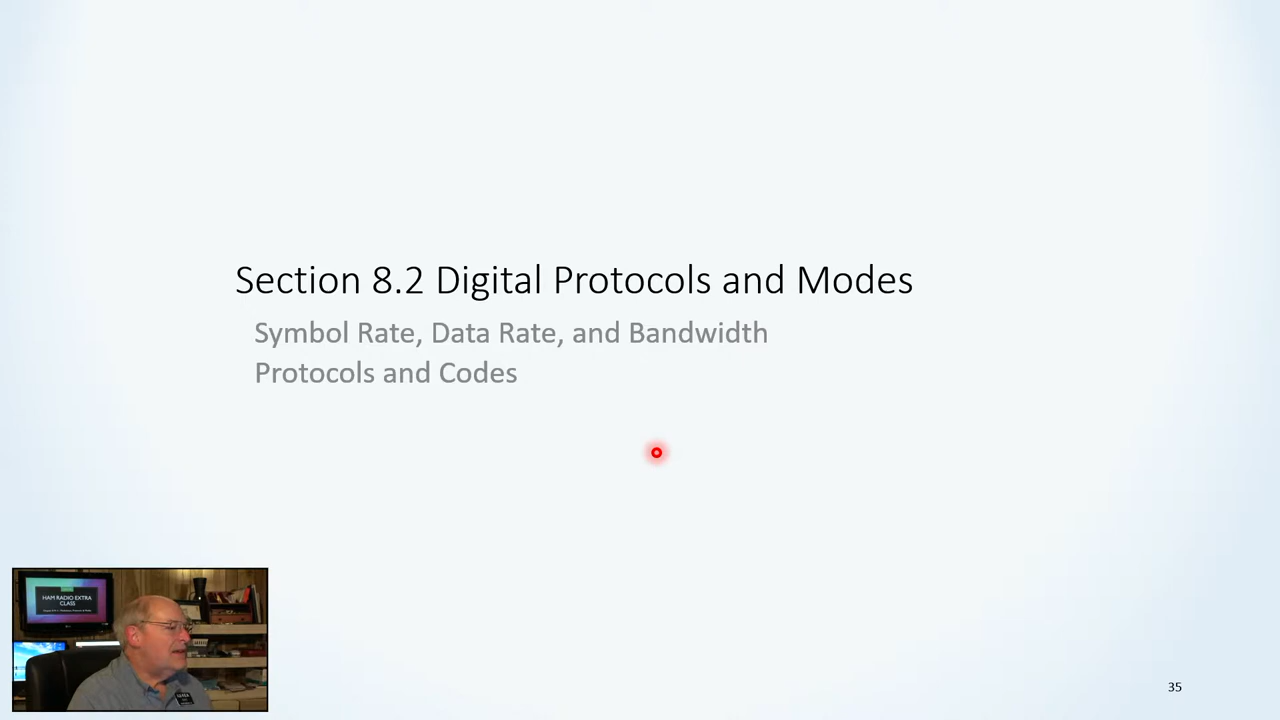 Section 8.2 Digital Protocols and Modes
Symbol Rate, Data Rate, and Bandwidth
Protocols and Codes
HAM RADIO EXTRA
CLASS
35